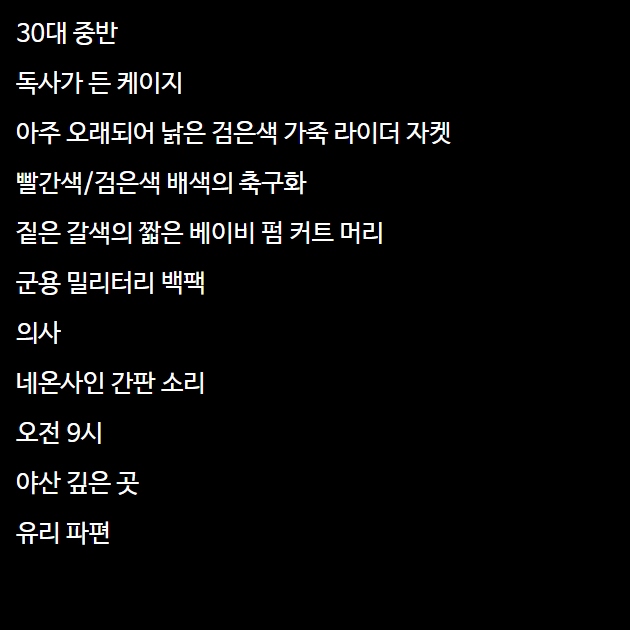 30대 중반
독사가 든 케이지
아주 오래되어 낡은 검은색 가죽 라이더 자켓
빨간색/검은색 배색의 축구화
짙은 갈색의 짧은 베이비 펌 커트 머리
군용 밀리터리 백팩
의사
네온사인 간판 소리
오전 9시
야산 깊은 곳
유리 파편